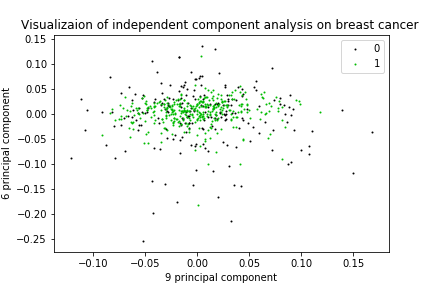 Visualizaion of independent component analysis on breast cancer
0.15
0.10
0.05
0.00
−0.05
−0.10
−0.15
−0.20
−0.25
6 principal component
0
1
−0.10 −0.05 0.00 0.05 0.10 0.15
9 principal component